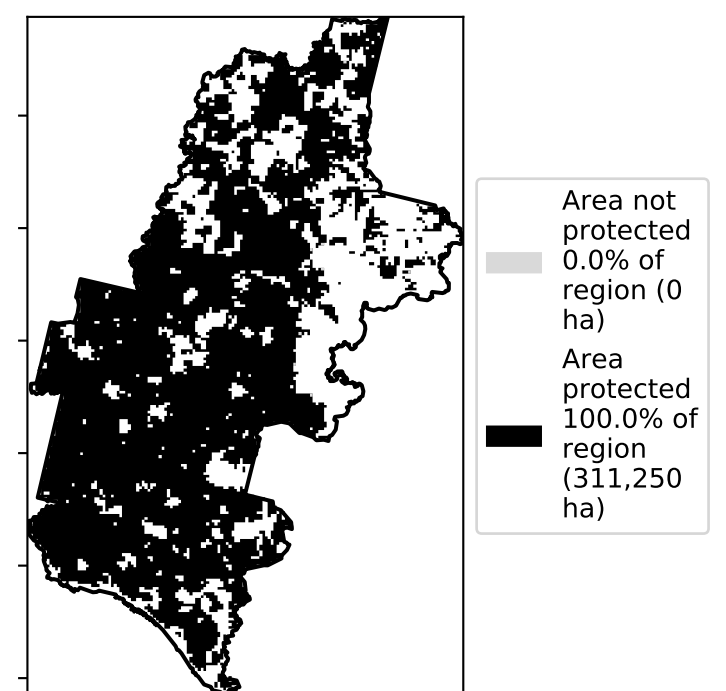 Area not
protected
0.0% of
region (0
ha)
Area
protected
100.0% of
region
(311,250
ha)